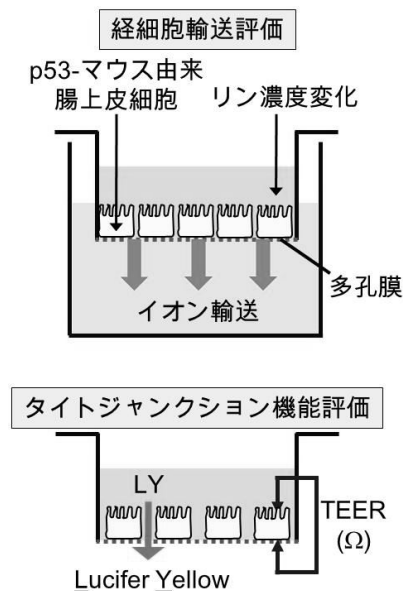 経細胞輸送評価
p53-マウス由来
腸上皮細胞
リン濃度変化
多孔膜
イオン輸送
タイトジャンクション機能評価
LY
TEER
(Ω)
Lucifer Yellow